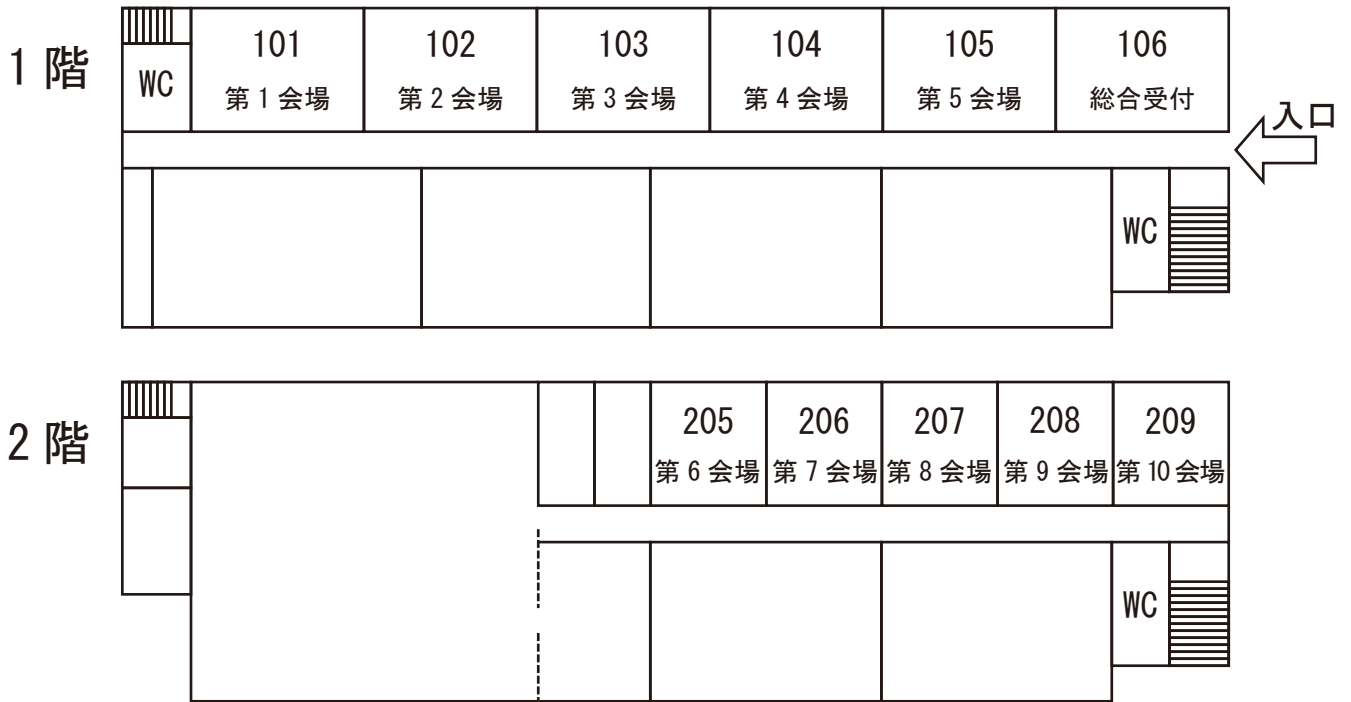 1 階
WC
101
第 1 会場
102
第 2 会場
103
第 3 会場
104
第 4 会場
105
第 5 会場
106
総合受付
入口
WC
2 階
205
第 6 会場
206
第 7 会場
207
第 8 会場
208
第 9 会場
209
第 10 会場
WC